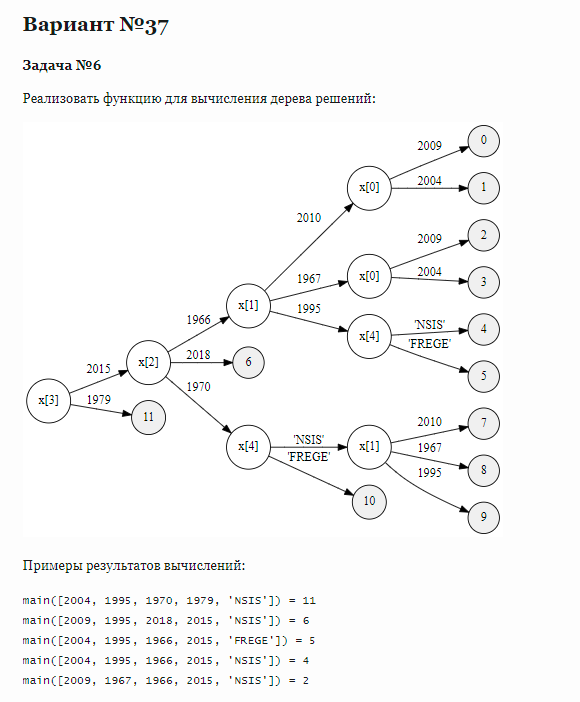 Вариант №37
Задача №6
Реализовать функцию для вычисления дерева решений:
2009
0
x[0]
2004
1
2010
2009
2
1967
x[0]
2004
3
x[1]
1995
'NSIS'
4
x[4]
'FREGE'
5
1966
x[2]
2018
6
2015
1970
x[3]
1979
11
2010
7
x[4]
'NSIS'
x[1]
1967
8
'FREGE'
1995
10
9
Примеры результатов вычислений:
main([2004, 1995, 1970, 1979, 'NSIS']) = 11
main([2009, 1995, 2018, 2015, 'NSIS']) = 6
main([2004, 1995, 1966, 2015, 'FREGE']) = 5
main([2004, 1995, 1966, 2015, 'NSIS']) = 4
main([2009, 1967, 1966, 2015, 'NSIS']) = 2